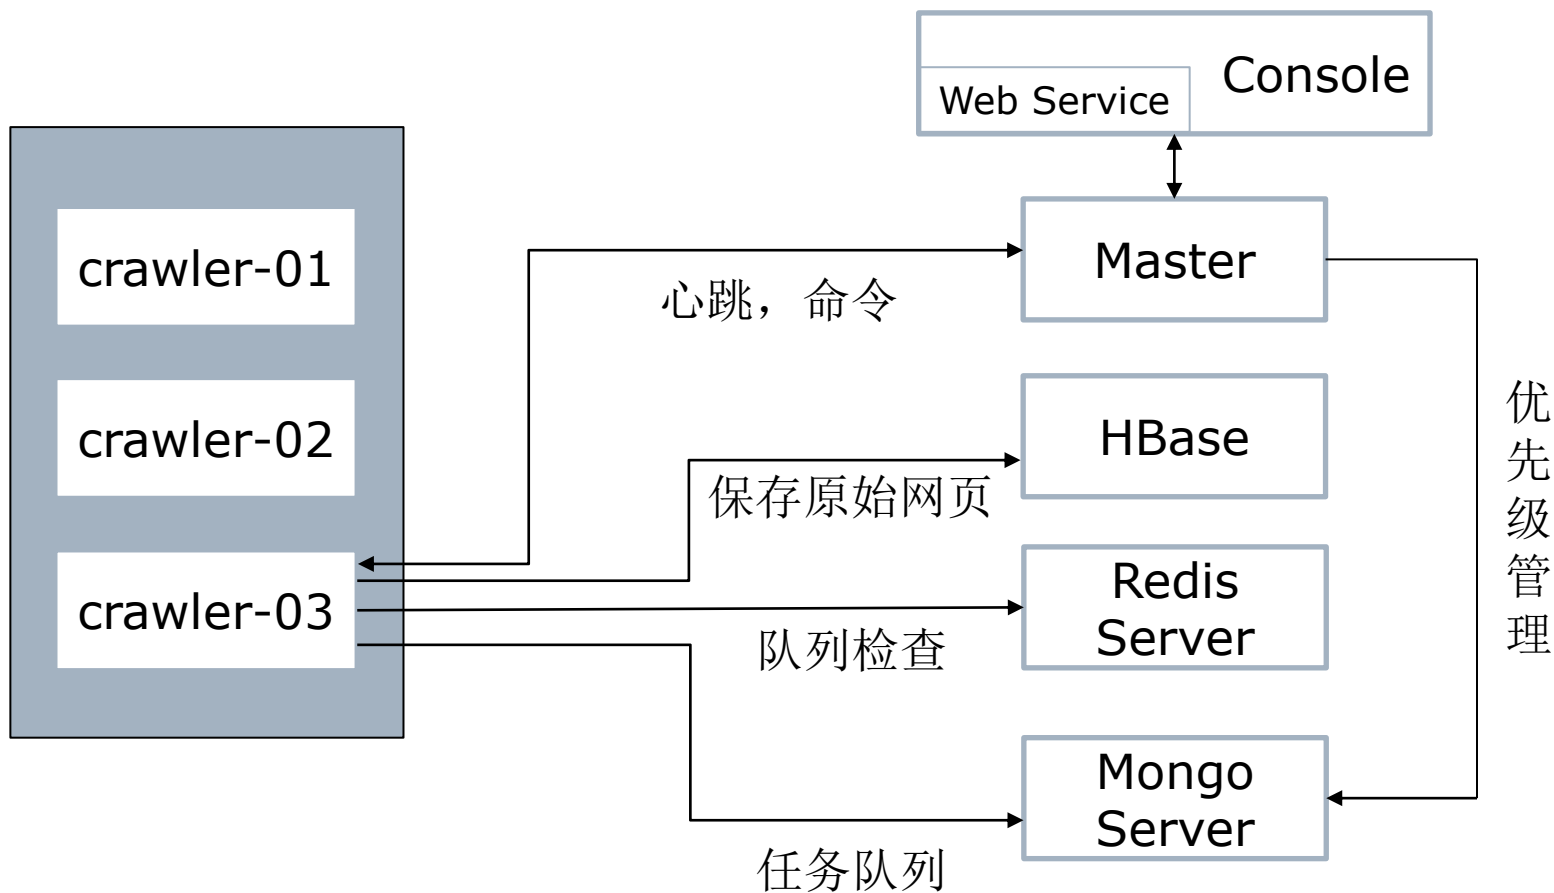 Console
Web Service
crawler-01
crawler-02
crawler-03
Master
心跳，命令
HBase
保存原始网页
Redis
Server
队列检查
Mongo
Server
任务队列
优
先
级
管
理